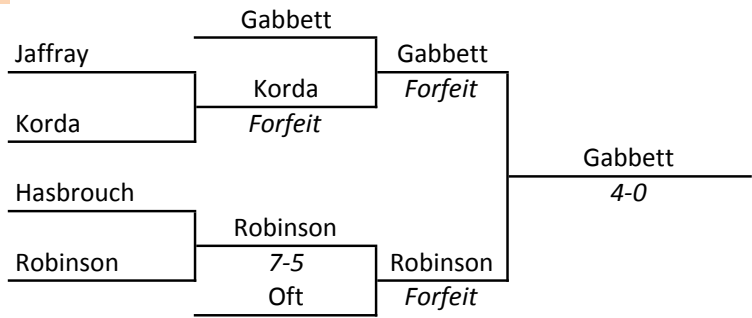 Gabbett
Jaffray
Gabbett
Korda
Forfeit
Forfeit
Korda
Gabbett
4-0
Hasbrouch
Robinson
Robinson
7-5
Robinson
Oft
Forfeit